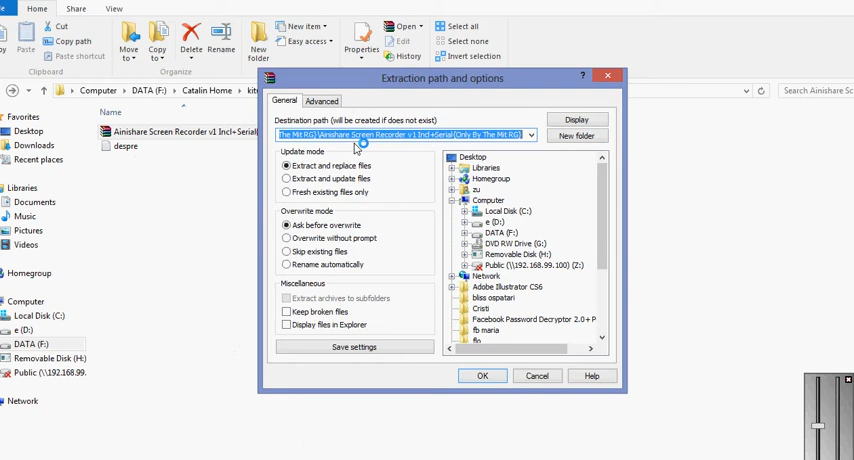 Home Share View
Cut
Copy path
Paste
Paste shortcut
Clipboard
Move to
Copy to
Delete
Rename
Organize
New folder
New item
Easy access
Properties
Open
Edit
History
Select all
Select none
Invert selection
Computer DATA (F:) Catalin Home
Search Ainishare
Name
Ainishare Screen Recorder v1 Incl+Serial{
despre
Favorites
Desktop
Downloads
Recent places
Libraries
Documents
Music
Pictures
Videos
Homegroup
Computer
Local Disk (C:)
e (D:)
DATA (F:)
Removable Disk (H:)
Public (\\192.168.99.
Network
Extraction path and options
General Advanced
Destination path (will be created if does not exist)
The Mit RG}\Ainishare Screen Recorder v1 Incl+Serial{Only By The Mit RG}
Display
New folder
Update mode
Extract and replace files
Extract and update files
Fresh existing files only
Overwrite mode
Ask before overwrite
Overwrite without prompt
Skip existing files
Rename automatically
Miscellaneous
Extract archives to subfolders
Keep broken files
Display files in Explorer
Save settings
Desktop
Libraries
Homegroup
zu
Computer
Local Disk (C:)
e (D:)
DATA (F:)
DVD RW Drive (G:)
Removable Disk (H:)
Public (\\192.168.99.100) (Z:)
Network
Adobe Illustrator CS6
bliss ospatari
Cristi
Facebook Password Decryptor 2.0+ P
fb maria
flo
OK Cancel Help